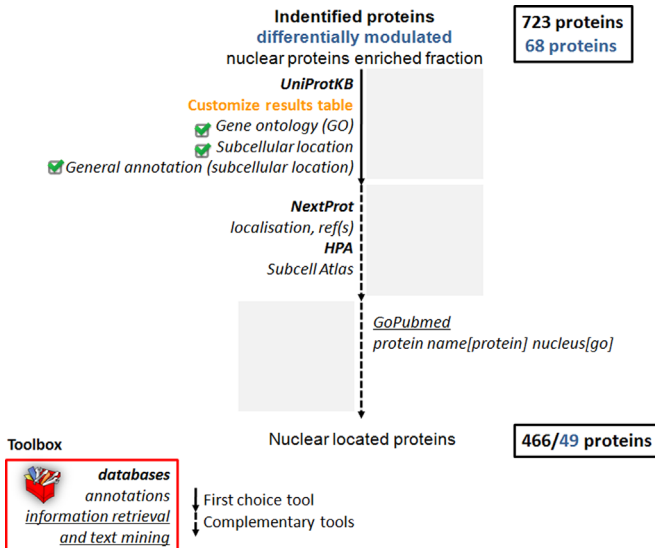 Indentified proteins
differentially modulated
nuclear proteins enriched fraction
723 proteins
68 proteins
UniProtKB
Customize results table
Gene ontology (GO)
Subcellular location
General annotation (subcellular location)
NextProt
localisation, ref(s)
HPA
Subcell Atlas
GoPubmed
protein name[protein] nucleus[go]
Nuclear located proteins
466/49 proteins
Toolbox
databases
annotations
information retrieval
and text mining
First choice tool
Complementary tools